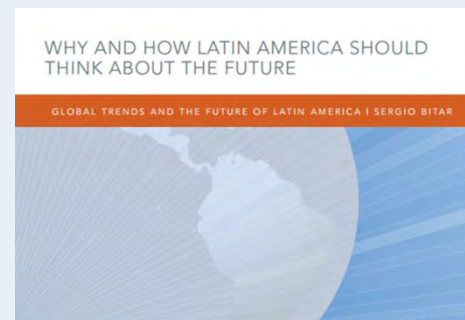 WHY AND HOW LATIN AMERICA SHOULD
THINK ABOUT THE FUTURE
GLOBAL TRENDS AND THE FUTURE OF LATIN AMERICA | SERGIO BITAR